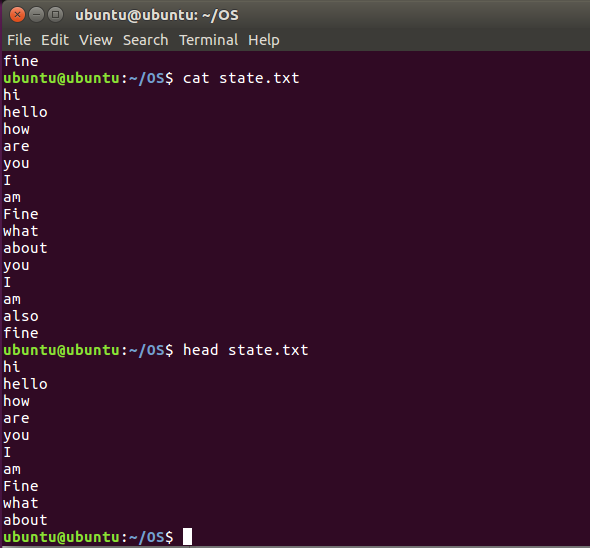 ubuntu@ubuntu: ~/OS
File Edit View Search Terminal Help
fine
ubuntu@ubuntu:~/OS$ cat state.txt
hi
hello
how
are
you
I
am
Fine
what
about
you
I
am
also
fine
ubuntu@ubuntu:~/OS$ head state.txt
hi
hello
how
are
you
I
am
Fine
what
about
ubuntu@ubuntu:~/OS$